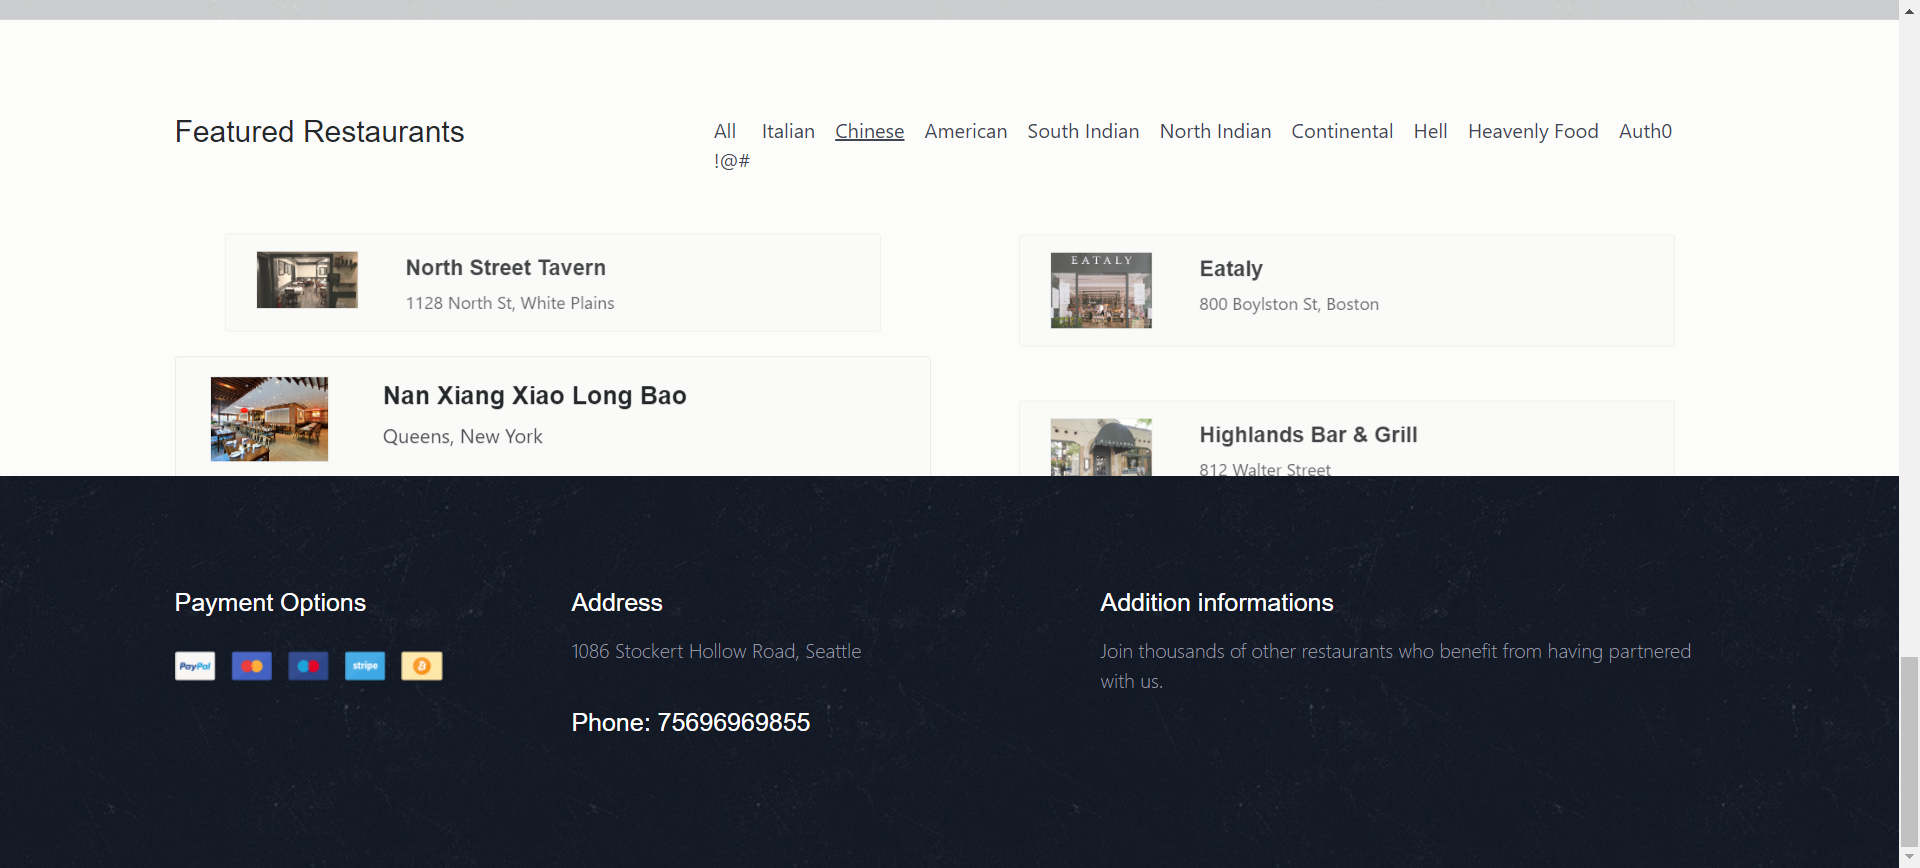 Featured Restaurants
All Italian Chinese American South Indian North Indian Continental Hell Heavenly Food Auth0
!@#
North Street Tavern
1128 North St, White Plains
EATALY
Eataly
800 Boylston St, Boston
Nan Xiang Xiao Long Bao
Queens, New York
Highlands Bar & Grill
812 Walter Street
Payment Options
PayPal
stripe
Address
1086 Stockert Hollow Road, Seattle
Phone: 75696969855
Addition informations
Join thousands of other restaurants who benefit from having partnered
with us.